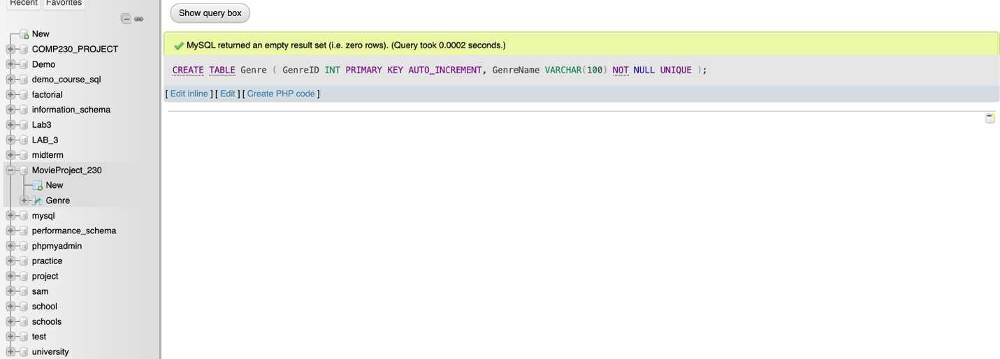 Recent Favorites
New
COMP230_PROJECT
Demo
demo_course_sql
factorial
information_schema
Lab3
LAB_3
midterm
MovieProject_230
New
Genre
mysql
performance_schema
phpmyadmin
practice
project
sam
school
schools
test
university
Show query box
MySQL returned an empty result set (i.e. zero rows). (Query took 0.0002 seconds.)
CREATE TABLE Genre ( GenreID INT PRIMARY KEY AUTO_INCREMENT, GenreName VARCHAR(100) NOT NULL UNIQUE );
[ Edit inline ] [ Edit ] [ Create PHP code ]